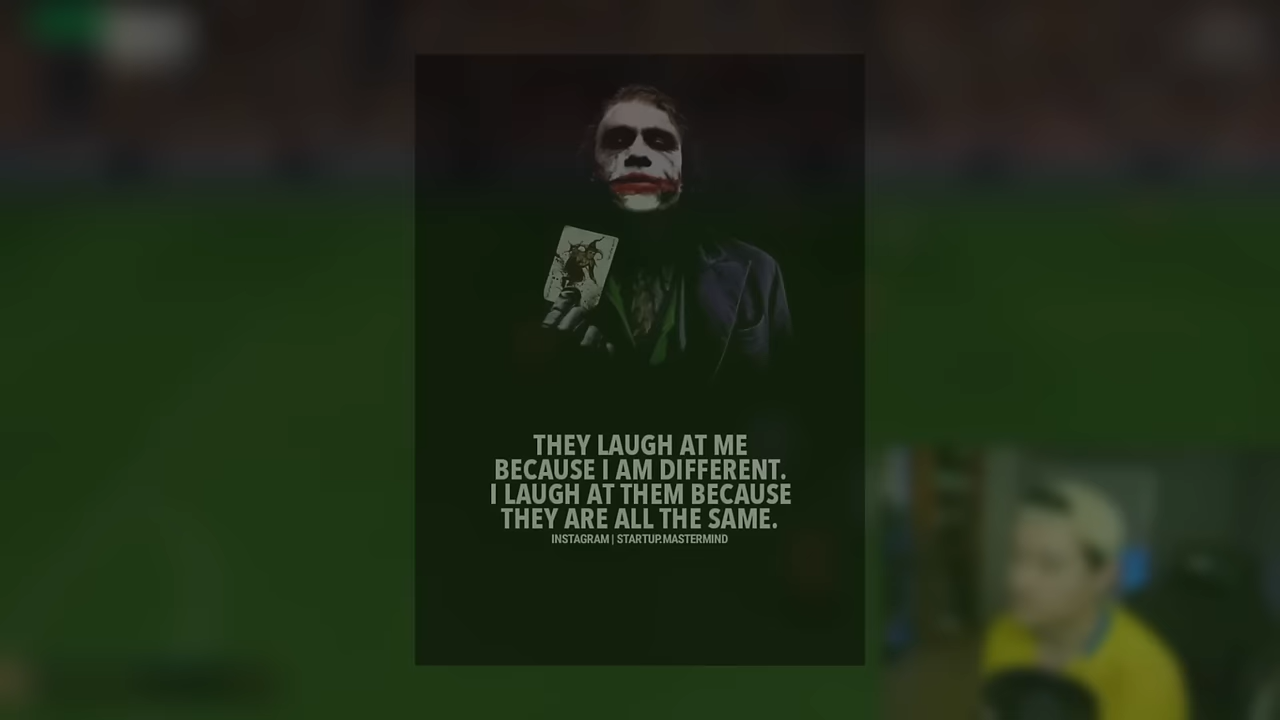 THEY LAUGH AT ME
BECAUSE I AM DIFFERENT.
I LAUGH AT THEM BECAUSE
THEY ARE ALL THE SAME.
INSTAGRAM | STARTUP.MASTERMIND